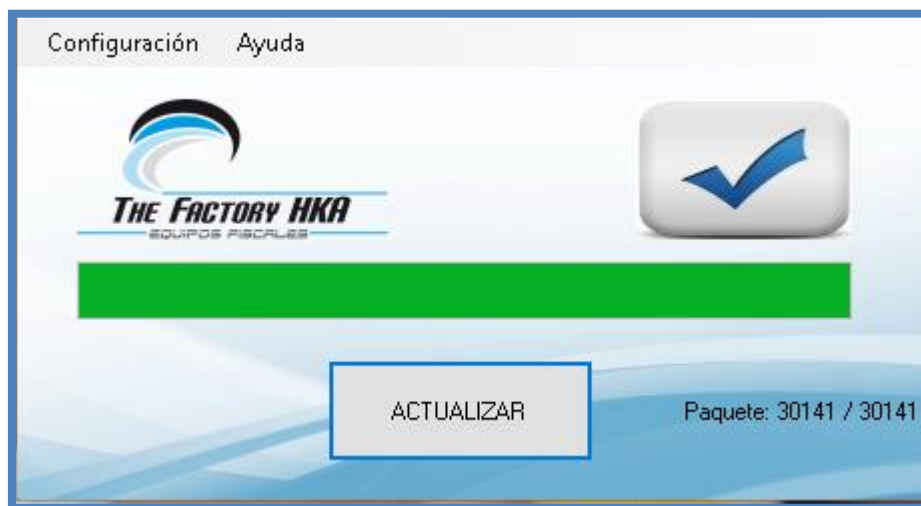 Configuración Ayuda
THE FACTORY HKA
EQUIPOS FISCALES
ACTUALIZAR
Paquete: 30141 / 30141